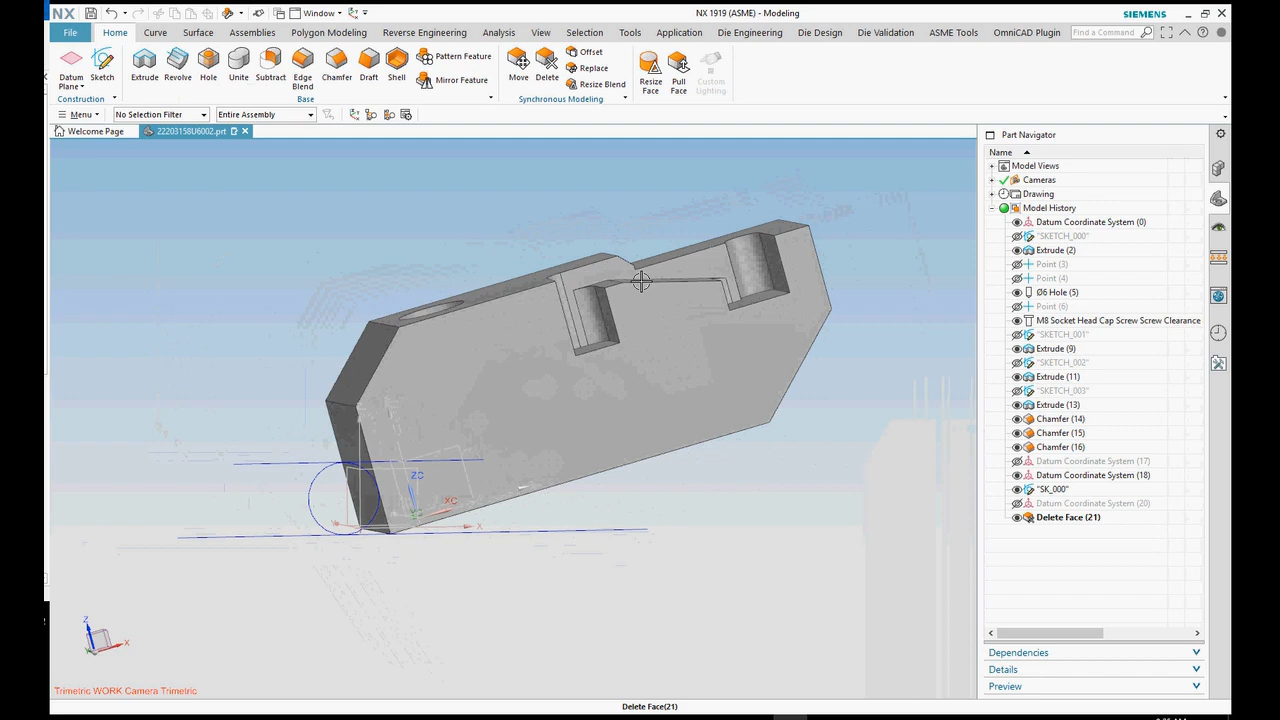 NX Window NX 1919 (ASME) - Modeling SIEMENS
File Home Curve Surface Assemblies Polygon Modeling Reverse Engineering Analysis View Selection Tools Application Die Engineering Die Design Die Validation ASME Tools OmniCAD Plugin Find a Command
Datum Plane Sketch Extrude Revolve Hole Unite Subtract Edge Blend Chamfer Draft Shell Pattern Feature Mirror Feature Move Delete Offset Replace Resize Blend Resize Face Pull Face Custom Lighting
Construction Base Synchronous Modeling
Menu No Selection Filter Entire Assembly
Welcome Page 22203158U6002.prt
Part Navigator
Name
Model Views
Cameras
Drawing
Model History
Datum Coordinate System (0)
"SKETCH_000"
Extrude (2)
Point (3)
Point (4)
Ø6 Hole (5)
Point (6)
M8 Socket Head Cap Screw Screw Clearance
"SKETCH_001"
Extrude (9)
"SKETCH_002"
Extrude (11)
"SKETCH_003"
Extrude (13)
Chamfer (14)
Chamfer (15)
Chamfer (16)
Datum Coordinate System (17)
Datum Coordinate System (18)
"SK_000"
Datum Coordinate System (20)
Delete Face (21)
ZC
XC
X
Z
X
Dependencies
Details
Preview
Trimetric WORK Camera Trimetric
Delete Face(21)